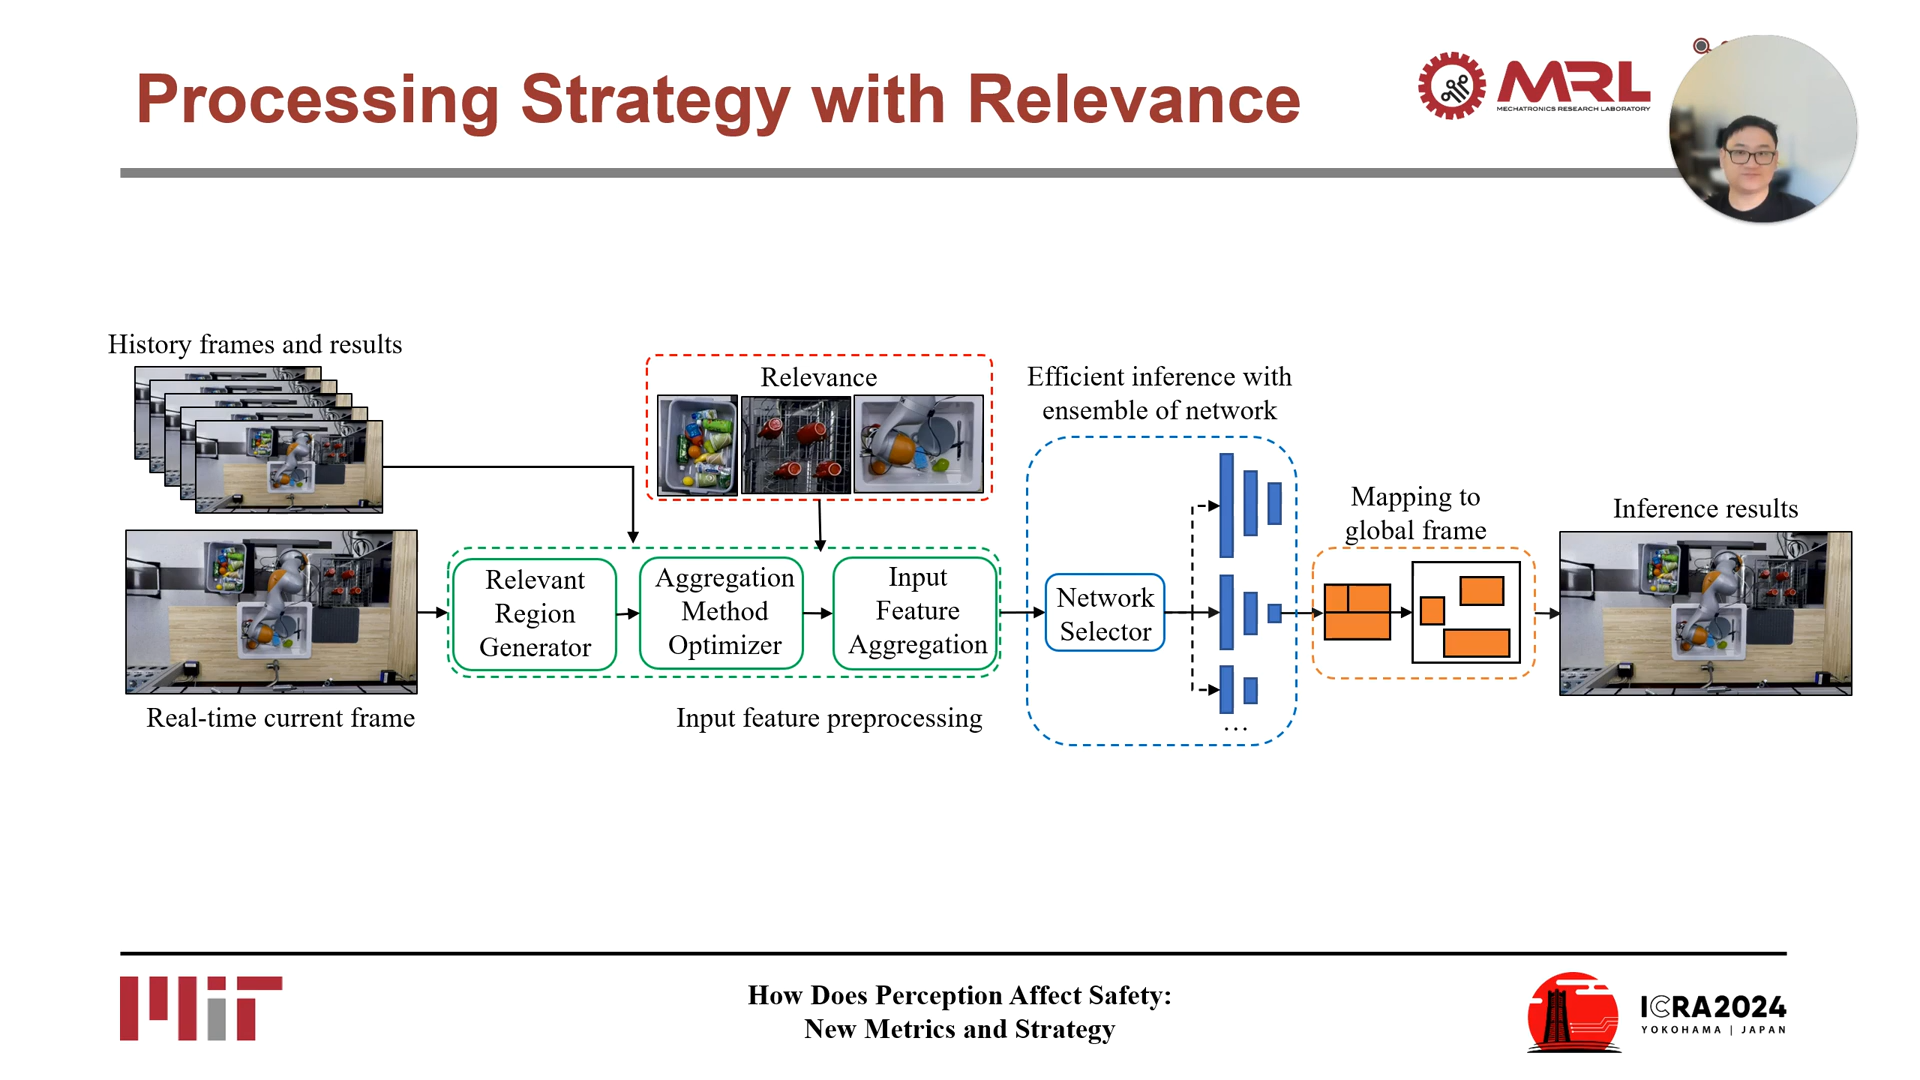 Processing Strategy with Relevance
MRL
MECHATRONICS RESEARCH LABORATORY
History frames and results
Relevance
Efficient inference with
ensemble of network
Mapping to
global frame
Inference results
Relevant
Region
Generator
Aggregation
Method
Optimizer
Input
Feature
Aggregation
Network
Selector
...
Real-time current frame
Input feature preprocessing
MIT
How Does Perception Affect Safety:
New Metrics and Strategy
ICRA2024
YOKOHAMA | JAPAN